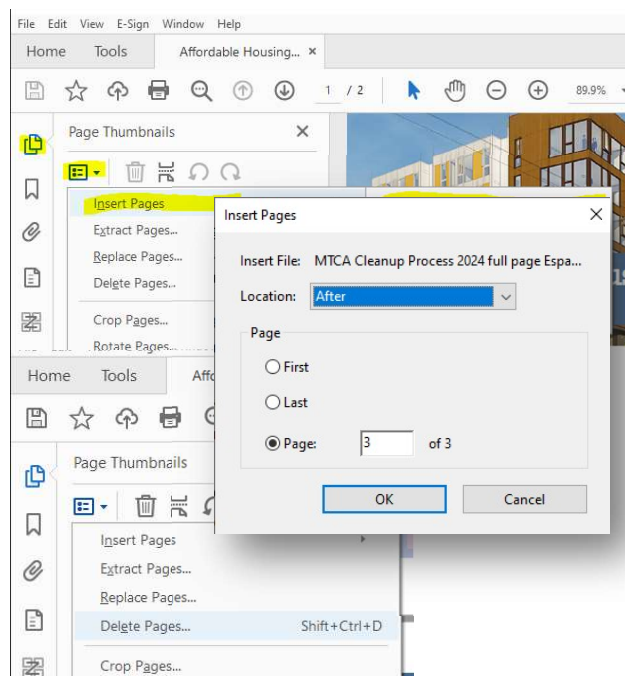 File Edit View E-Sign Window Help
Home Tools Affordable Housing... ×
1 / 2 89.9%
Page Thumbnails
Insert Pages
Extract Pages...
Replace Pages...
Delete Pages...
Crop Pages...
Rotate Pages...
Insert Pages
Insert File: MTCA Cleanup Process 2024 full page Espa...
Location: After
Page
First
Last
Page: 3 of 3
OK Cancel
Home Tools
Page Thumbnails
Insert Pages
Extract Pages...
Replace Pages...
Delete Pages... Shift+Ctrl+D
Crop Pages...